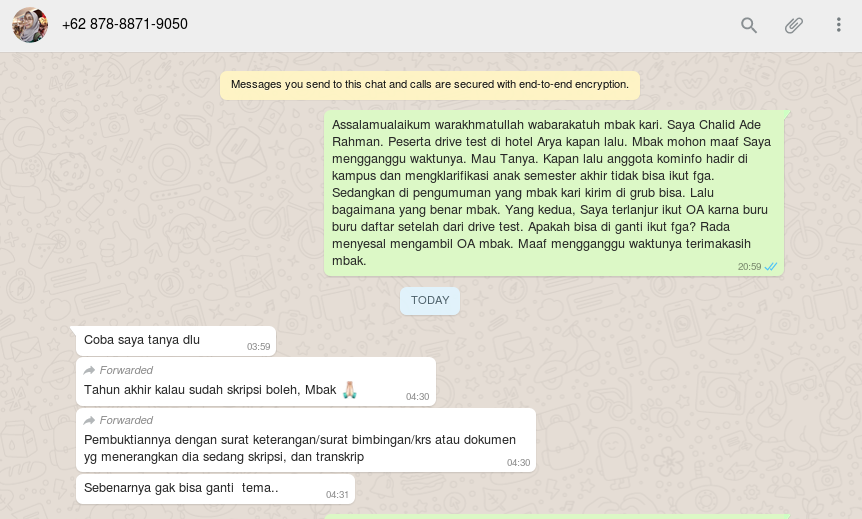 +62 878-8871-9050
Messages you send to this chat and calls are secured with end-to-end encryption.
Assalamualaikum warakhmatullah wabarakatuh mbak kari. Saya Chalid Ade
Rahman. Peserta drive test di hotel Arya kapan lalu. Mbak mohon maaf Saya
mengganggu waktunya. Mau Tanya. Kapan lalu anggota kominfo hadir di
kampus dan mengklarifikasi anak semester akhir tidak bisa ikut fga.
Sedangkan di pengumuman yang mbak kari kirim di grub bisa. Lalu
bagaimana yang benar mbak. Yang kedua, Saya terlanjur ikut OA karna buru
buru daftar setelah dari drive test. Apakah bisa di ganti ikut fga? Rada
menyesal mengambil OA mbak. Maaf mengganggu waktunya terimakasih
mbak.
20:59
TODAY
Coba saya tanya dlu
03:59
Forwarded
Tahun akhir kalau sudah skripsi boleh, Mbak 🙏🏻
04:30
Forwarded
Pembuktiannya dengan surat keterangan/surat bimbingan/krs atau dokumen
yg menerangkan dia sedang skripsi, dan transkrip
04:30
Sebenarnya gak bisa ganti  tema..
04:31